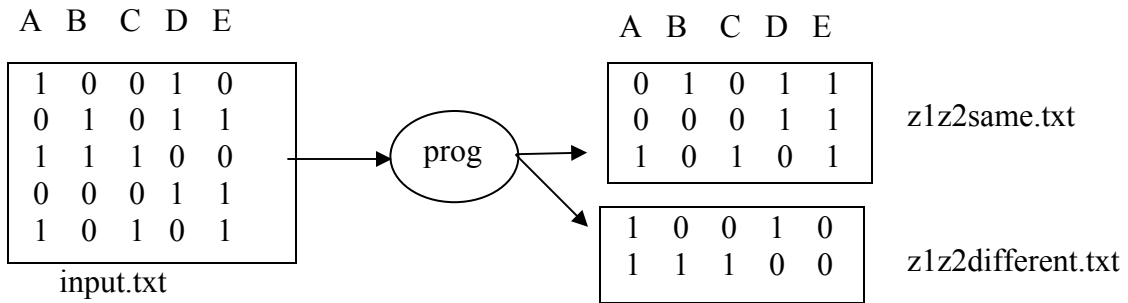 A B C D E
1 0 0 1 0
0 1 0 1 1
1 1 1 0 0
0 0 0 1 1
1 0 1 0 1
input.txt
prog
A B C D E
0 1 0 1 1
0 0 0 1 1
1 0 1 0 1
z1z2same.txt
1 0 0 1 0
1 1 1 0 0
z1z2different.txt